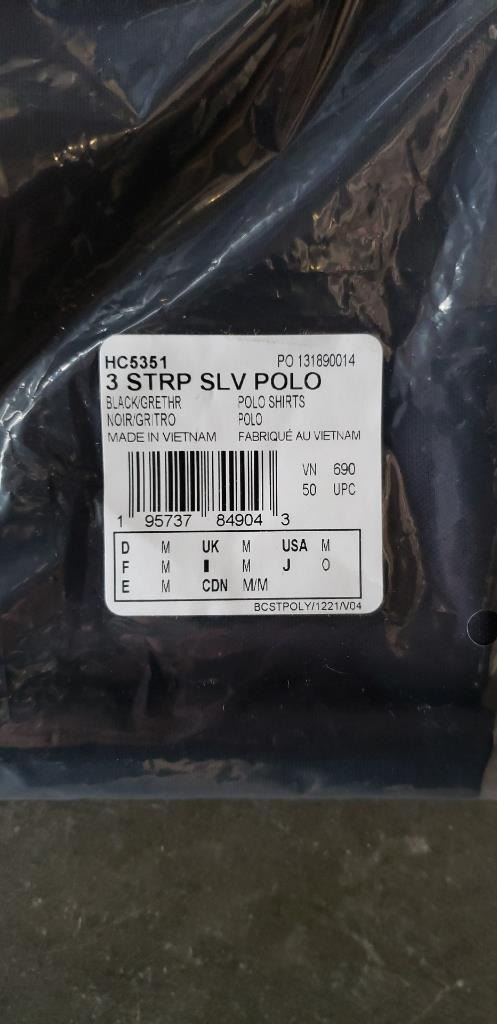 HC5351 PO 131890014
3 STRP SLV POLO
BLACK/GRETHR POLO SHIRTS
NOIR/GRITRO POLO
MADE IN VIETNAM FABRIQUÉ AU VIETNAM
VN 690
50 UPC
1 95737 84904 3
D M UK M USA M
F M I M J O
E M CDN M/M
BCSTPOLY/1221/V04